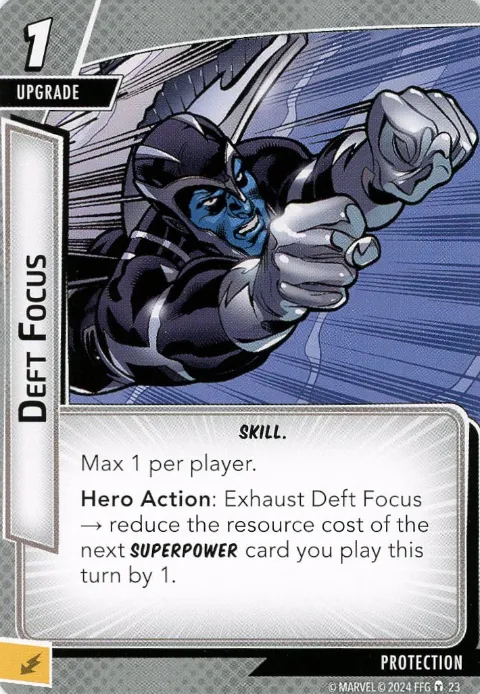 1
UPGRADE
DEFT FOCUS
SKILL.
Max 1 per player.
Hero Action: Exhaust Deft Focus
→ reduce the resource cost of the
next SUPERPOWER card you play this
turn by 1.
PROTECTION
© MARVEL © 2024 FFG 23